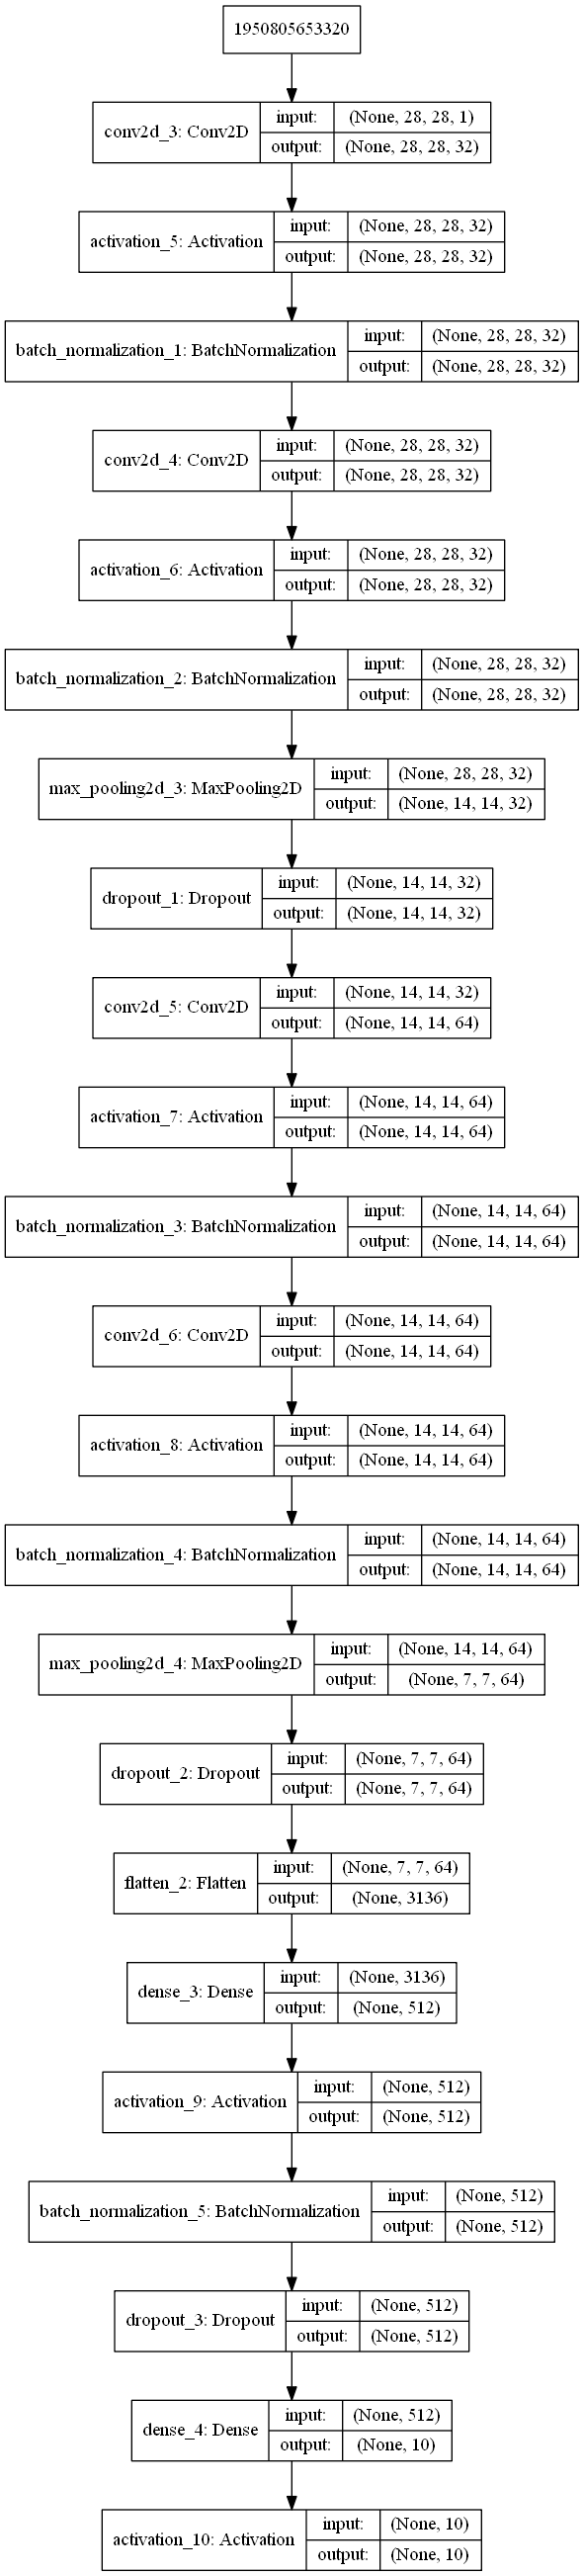 1950805653320
conv2d_3: Conv2D
input: (None, 28, 28, 1)
output: (None, 28, 28, 32)
activation_5: Activation
input: (None, 28, 28, 32)
output: (None, 28, 28, 32)
batch_normalization_1: BatchNormalization
input: (None, 28, 28, 32)
output: (None, 28, 28, 32)
conv2d_4: Conv2D
input: (None, 28, 28, 32)
output: (None, 28, 28, 32)
activation_6: Activation
input: (None, 28, 28, 32)
output: (None, 28, 28, 32)
batch_normalization_2: BatchNormalization
input: (None, 28, 28, 32)
output: (None, 28, 28, 32)
max_pooling2d_3: MaxPooling2D
input: (None, 28, 28, 32)
output: (None, 14, 14, 32)
dropout_1: Dropout
input: (None, 14, 14, 32)
output: (None, 14, 14, 32)
conv2d_5: Conv2D
input: (None, 14, 14, 32)
output: (None, 14, 14, 64)
activation_7: Activation
input: (None, 14, 14, 64)
output: (None, 14, 14, 64)
batch_normalization_3: BatchNormalization
input: (None, 14, 14, 64)
output: (None, 14, 14, 64)
conv2d_6: Conv2D
input: (None, 14, 14, 64)
output: (None, 14, 14, 64)
activation_8: Activation
input: (None, 14, 14, 64)
output: (None, 14, 14, 64)
batch_normalization_4: BatchNormalization
input: (None, 14, 14, 64)
output: (None, 14, 14, 64)
max_pooling2d_4: MaxPooling2D
input: (None, 14, 14, 64)
output: (None, 7, 7, 64)
dropout_2: Dropout
input: (None, 7, 7, 64)
output: (None, 7, 7, 64)
flatten_2: Flatten
input: (None, 7, 7, 64)
output: (None, 3136)
dense_3: Dense
input: (None, 3136)
output: (None, 512)
activation_9: Activation
input: (None, 512)
output: (None, 512)
batch_normalization_5: BatchNormalization
input: (None, 512)
output: (None, 512)
dropout_3: Dropout
input: (None, 512)
output: (None, 512)
dense_4: Dense
input: (None, 512)
output: (None, 10)
activation_10: Activation
input: (None, 10)
output: (None, 10)